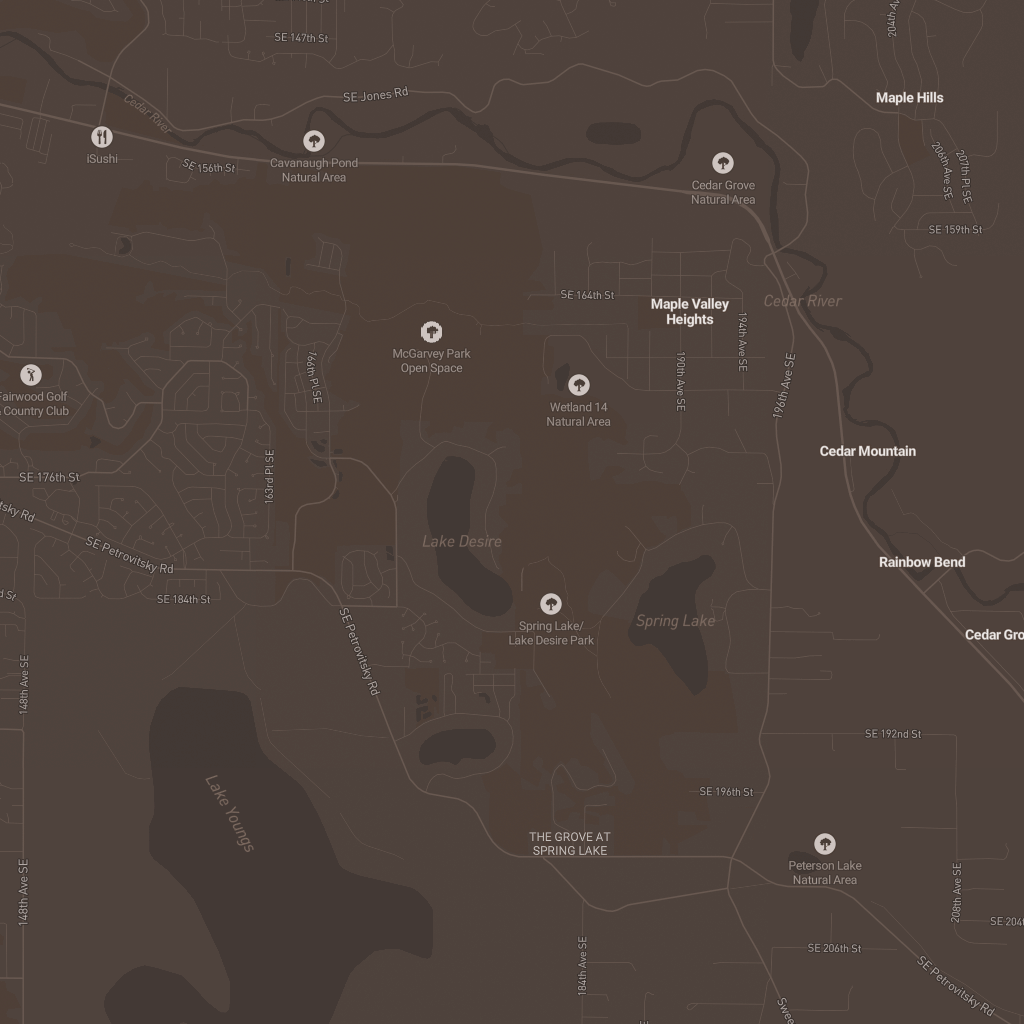 SE 147th St
204th Av
SE Jones Rd
Maple Hills
Cedar River
iSushi
SE 156th St
Cavanaugh Pond
Natural Area
Cedar Grove
Natural Area
206th Ave SE
207th Pl SE
SE 159th St
SE 164th St
Maple Valley
Heights
Cedar River
194th Ave SE
McGarvey Park
Open Space
166th Pl SE
190th Ave SE
196th Ave SE
Fairwood Golf
Country Club
Wetland 14
Natural Area
Cedar Mountain
SE 176th St
163rd Pl SE
tsky Rd
SE Petrovitsky Rd
Lake Desire
Rainbow Bend
SE 184th St
d St
Spring Lake/
Lake Desire Park
Spring Lake
Cedar Gro
SE Petrovitsky Rd
148th Ave SE
SE 192nd St
Lake Youngs
SE 196th St
THE GROVE AT
SPRING LAKE
Peterson Lake
Natural Area
148th Ave SE
208th Ave SE
SE 204t
SE 206th St
184th Ave SE
SE Petrovitsky Rd
Swee